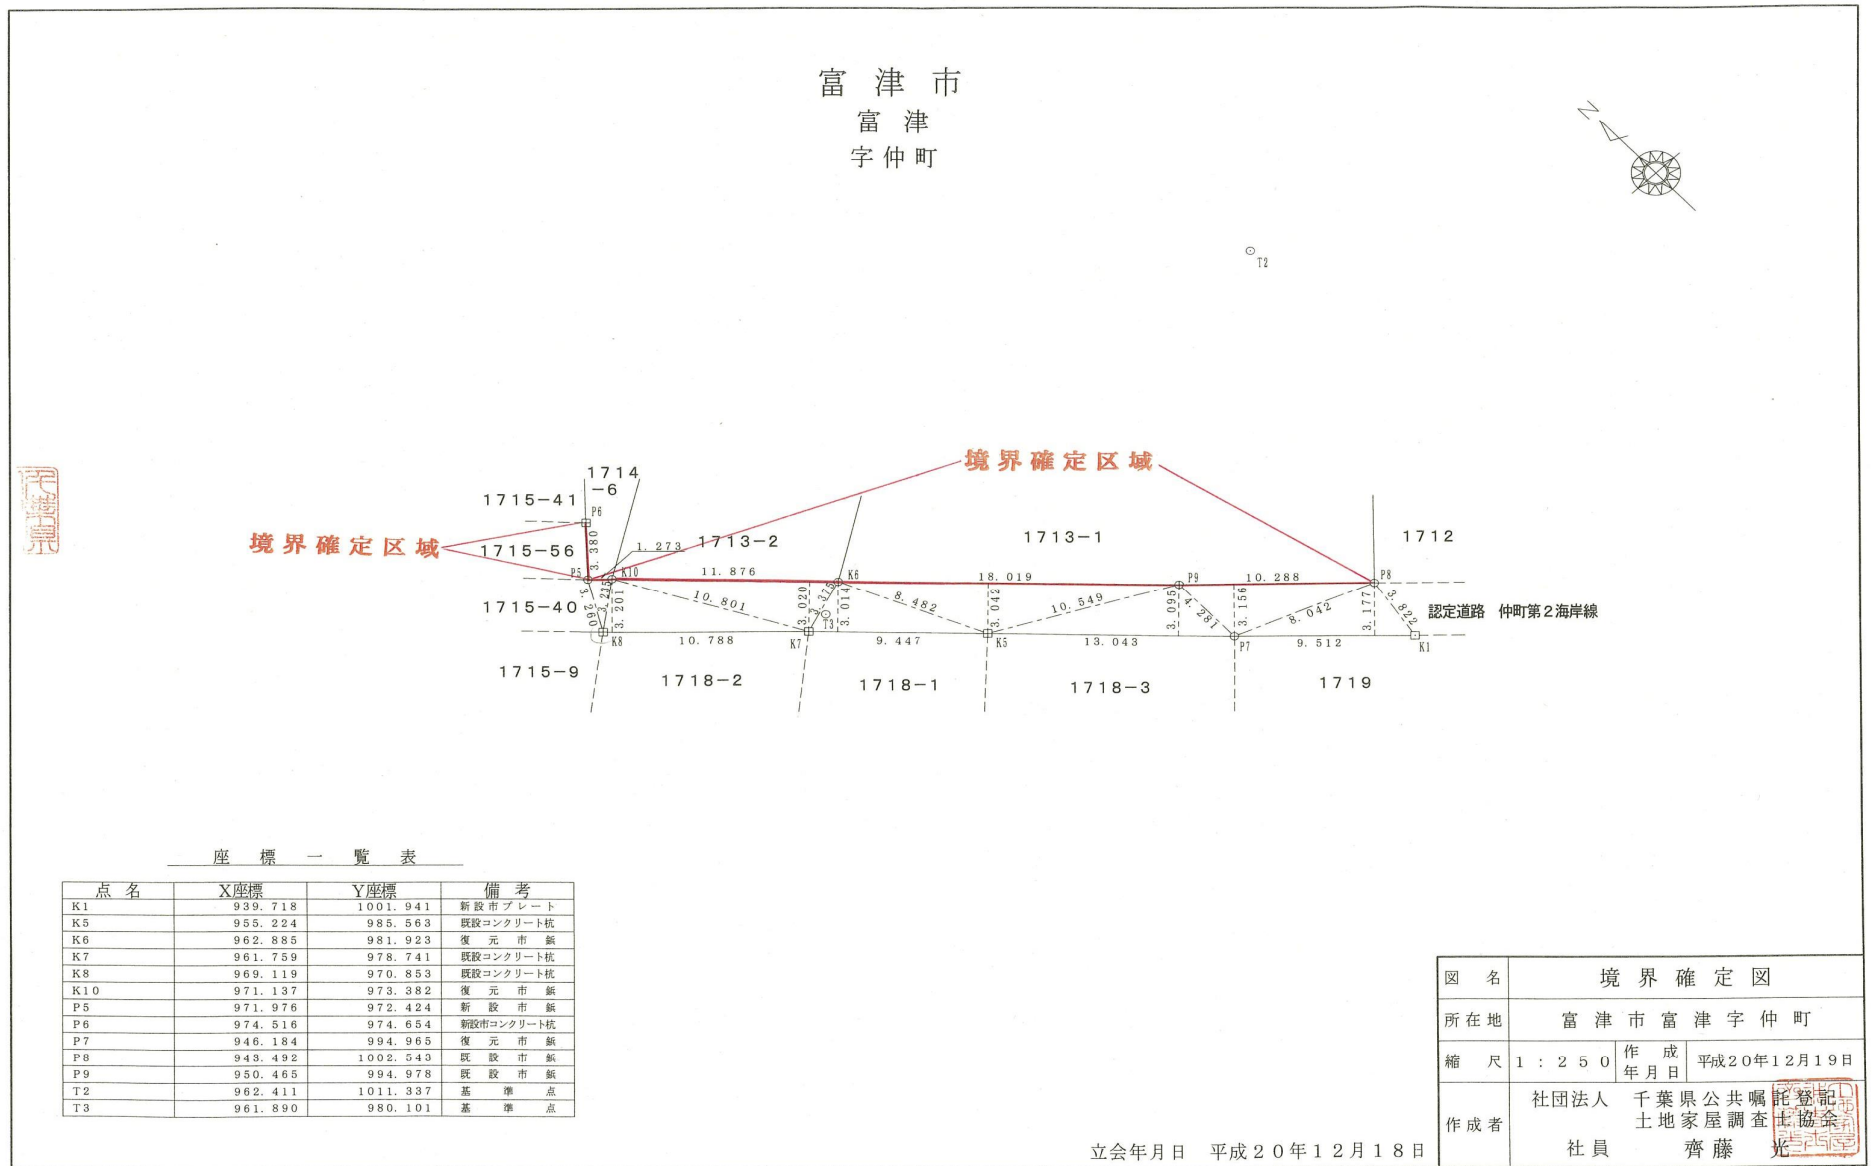 富津市
富津
字仲町
N
T2
境界確定区域
1714
-6
1715-41
P6
境界確定区域
1715-56
3.380
1.273
1713-2
1713-1
1712
P5
K10
11.876
K6
18.019
P9
10.288
P8
1715-40
3.260
3.215
3.201
10.801
3.020
3.375
T3
3.014
8.482
3.042
10.549
3.095
4.281
3.156
8.042
3.177
3.822
認定道路 仲町第2海岸線
K8
10.788
K7
9.447
K5
13.043
P7
9.512
K1
1715-9
1718-2
1718-1
1718-3
1719
座標一覧表
点名 X座標 Y座標 備考
K1 939.718 1001.941 新設市プレート
K5 955.224 985.563 既設コンクリート杭
K6 962.885 981.923 復元市鋲
K7 961.759 978.741 既設コンクリート杭
K8 969.119 970.853 既設コンクリート杭
K10 971.137 973.382 復元市鋲
P5 971.976 972.424 新設市鋲
P6 974.516 974.654 新設市コンクリート杭
P7 946.184 994.965 復元市鋲
P8 943.492 1002.543 既設市鋲
P9 950.465 994.978 既設市鋲
T2 962.411 1011.337 基準点
T3 961.890 980.101 基準点
図名 境界確定図
所在地 富津市富津字仲町
縮尺 1:250 作成年月日 平成20年12月19日
作成者 社団法人 千葉県公共嘱託登記
土地家屋調査士協会
社員 齊藤 光
立会年月日 平成20年12月18日
千葉県